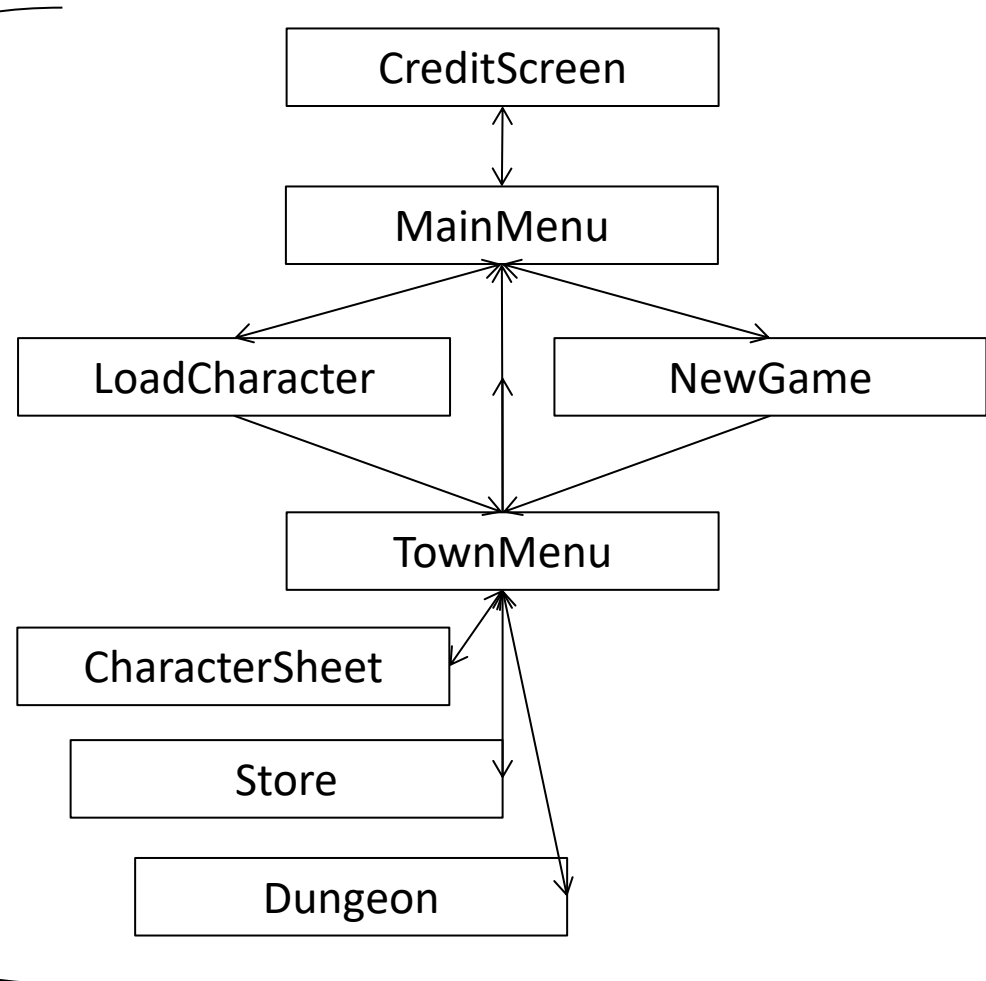 CreditScreen
MainMenu
LoadCharacter
NewGame
TownMenu
CharacterSheet
Store
Dungeon